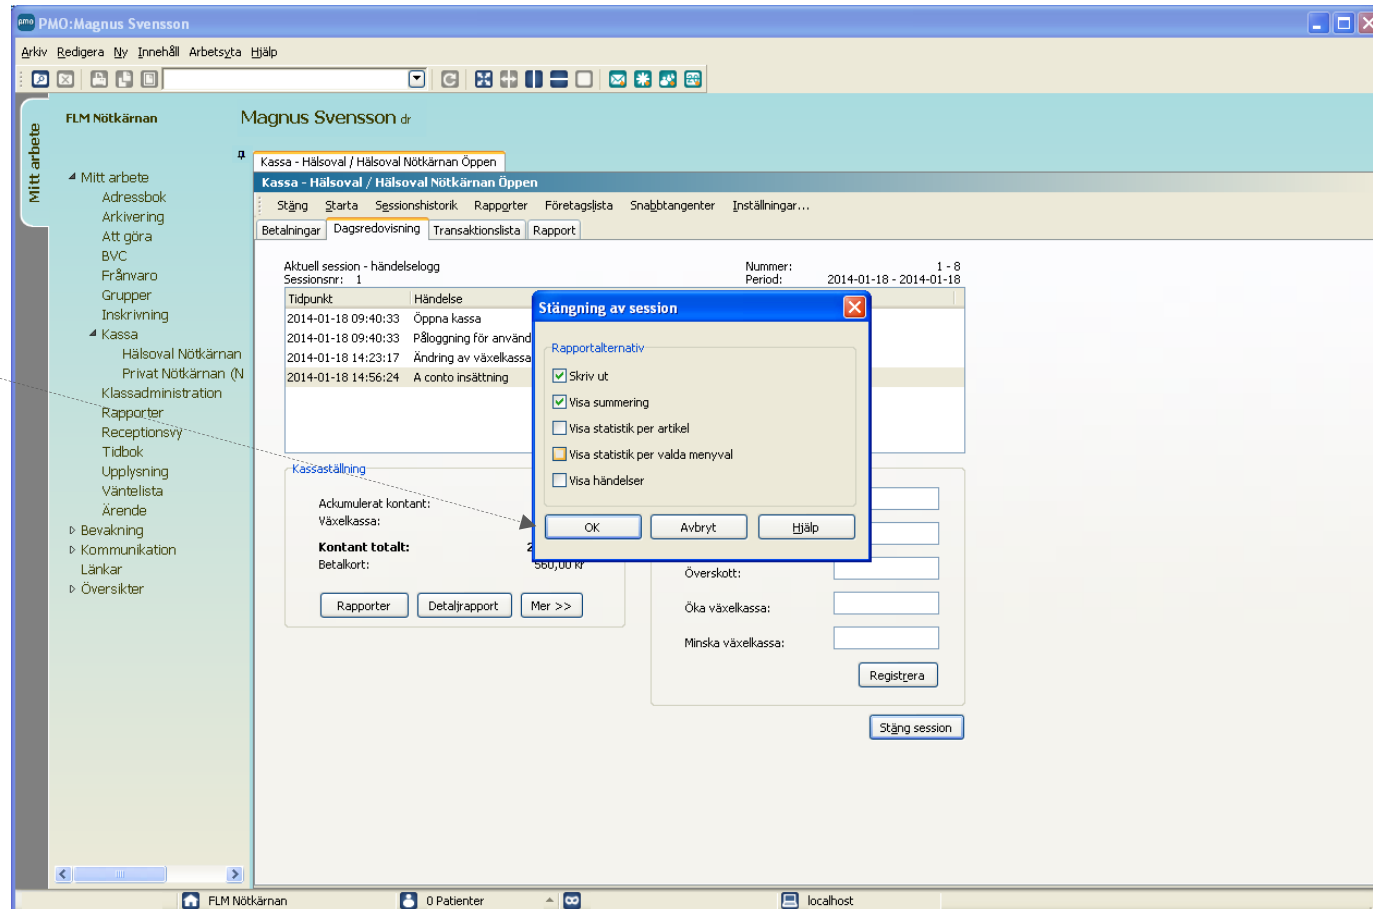 pmo PMO:Magnus Svensson
Arkiv Redigera Ny Innehåll Arbetsyta Hjälp
Mitt arbete
FLM Nötkärnan
Magnus Svensson dr
Kassa - Hälsoval / Hälsoval Nötkärnan Öppen
Kassa - Hälsoval / Hälsoval Nötkärnan Öppen
Stäng Starta Sessionshistorik Rapporter Företagslista Snabbtangenter Inställningar...
Betalningar Dagsredovisning Transaktionslista Rapport
Mitt arbete
Adressbok
Arkivering
Att göra
BVC
Frånvaro
Grupper
Inskrivning
Kassa
Hälsoval Nötkärnan
Privat Nötkärnan (N
Klassadministration
Rapporter
Receptionsvy
Tidbok
Upplysning
Väntelista
Ärende
Bevakning
Kommunikation
Länkar
Översikter
Aktuell session - händelselogg
Sessionsnr: 1
Nummer: 1 - 8
Period: 2014-01-18 - 2014-01-18
Tidpunkt Händelse
2014-01-18 09:40:33 Öppna kassa
2014-01-18 09:40:33 Påloggning för använd
2014-01-18 14:23:17 Ändring av växelkassa
2014-01-18 14:56:24 A conto insättning
Stängning av session
Rapportalternativ
Skriv ut
Visa summering
Visa statistik per artikel
Visa statistik per valda menyval
Visa händelser
OK Avbryt Hjälp
Kassaställning
Ackumulerat kontant:
Växelkassa:
Kontant totalt: 2
Betalkort: 560,00 kr
Rapporter Detaljrapport Mer >>
Överskott:
Öka växelkassa:
Minska växelkassa:
Registrera
Stäng session
FLM Nötkärnan 0 Patienter localhost